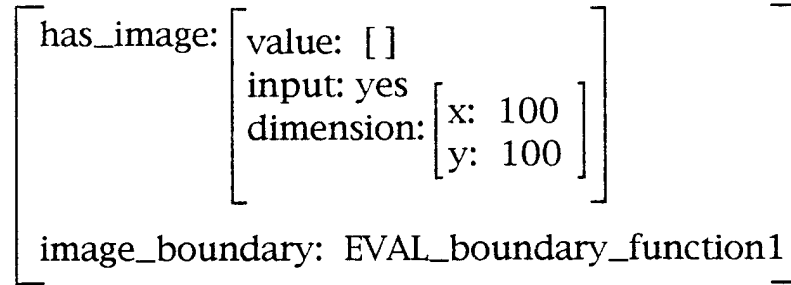 has_image: value: [ ]
input: yes
dimension: x: 100
y: 100
image_boundary: EVAL_boundary_function1